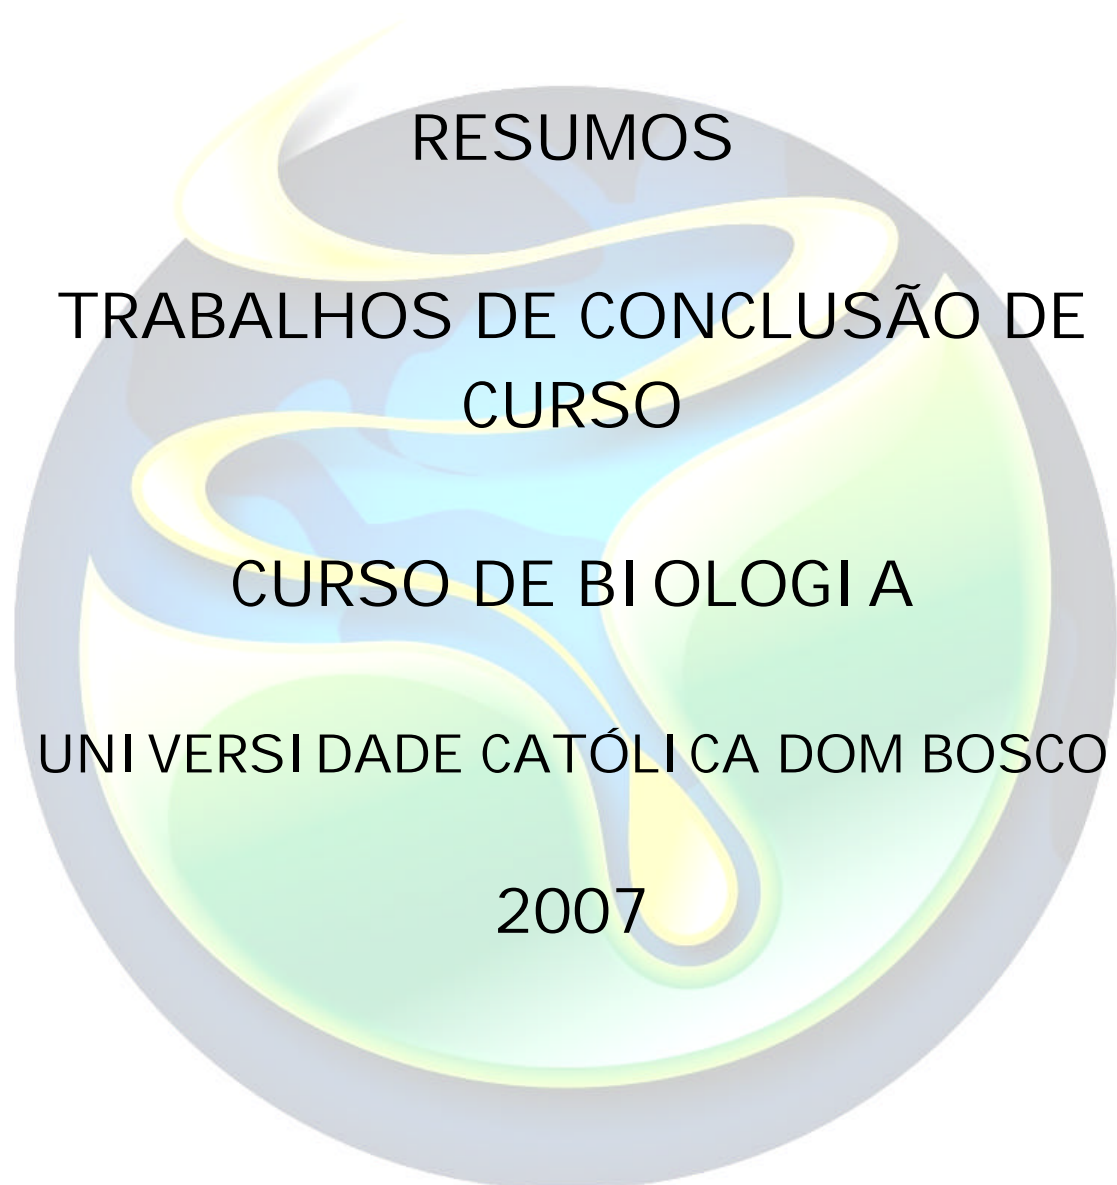 RESUMOS
TRABALHOS DE CONCLUSÃO DE
CURSO
CURSO DE BIOLOGIA
UNIVERSIDADE CATÓLICA DOM BOSCO
2007